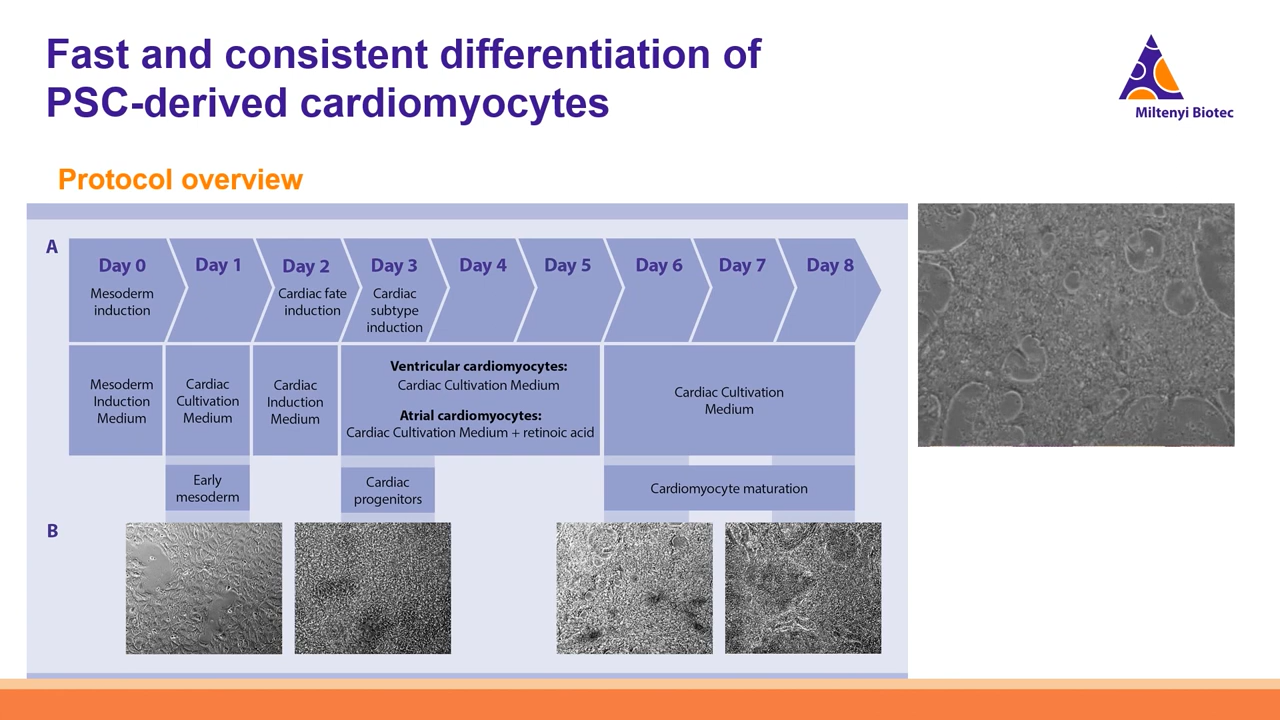 Fast and consistent differentiation of
PSC-derived cardiomyocytes
Miltenyi Biotec
Protocol overview
A
Day 0
Mesoderm
induction
Day 1
Day 2
Cardiac fate
induction
Day 3
Cardiac
subtype
induction
Day 4
Day 5
Day 6
Day 7
Day 8
Mesoderm
Induction
Medium
Cardiac
Cultivation
Medium
Cardiac
Induction
Medium
Ventricular cardiomyocytes:
Cardiac Cultivation Medium
Atrial cardiomyocytes:
Cardiac Cultivation Medium + retinoic acid
Cardiac Cultivation
Medium
Early
mesoderm
Cardiac
progenitors
Cardiomyocyte maturation
B